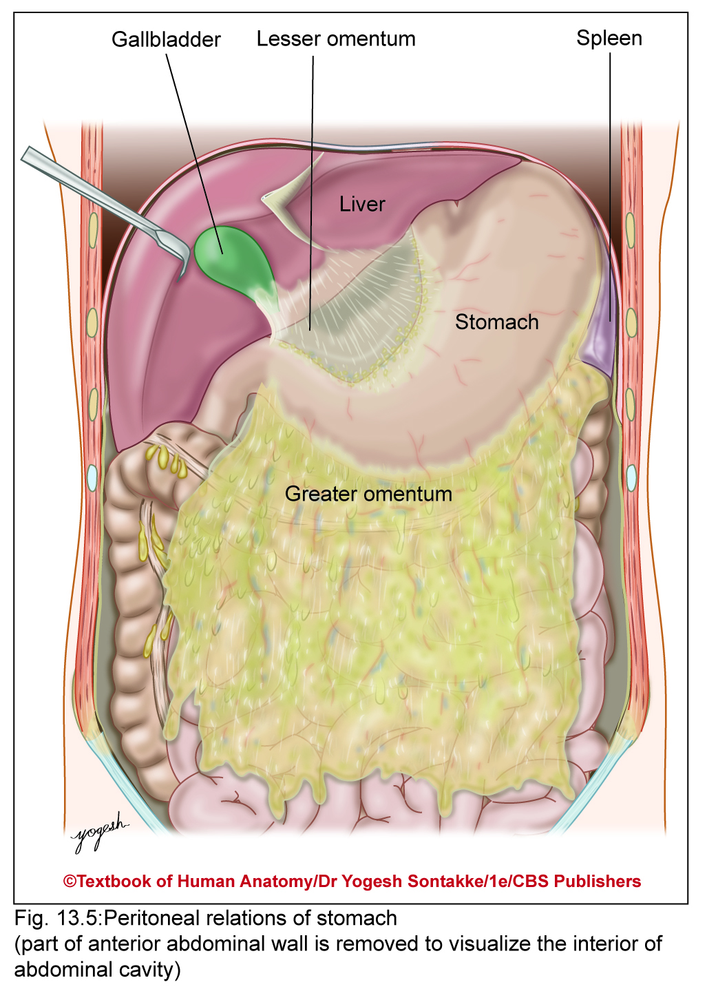 Gallbladder
Lesser omentum
Spleen
Liver
Stomach
Greater omentum
yogesh
©Textbook of Human Anatomy/Dr Yogesh Sontakke/1e/CBS Publishers
Fig. 13.5:Peritoneal relations of stomach
(part of anterior abdominal wall is removed to visualize the interior of
abdominal cavity)